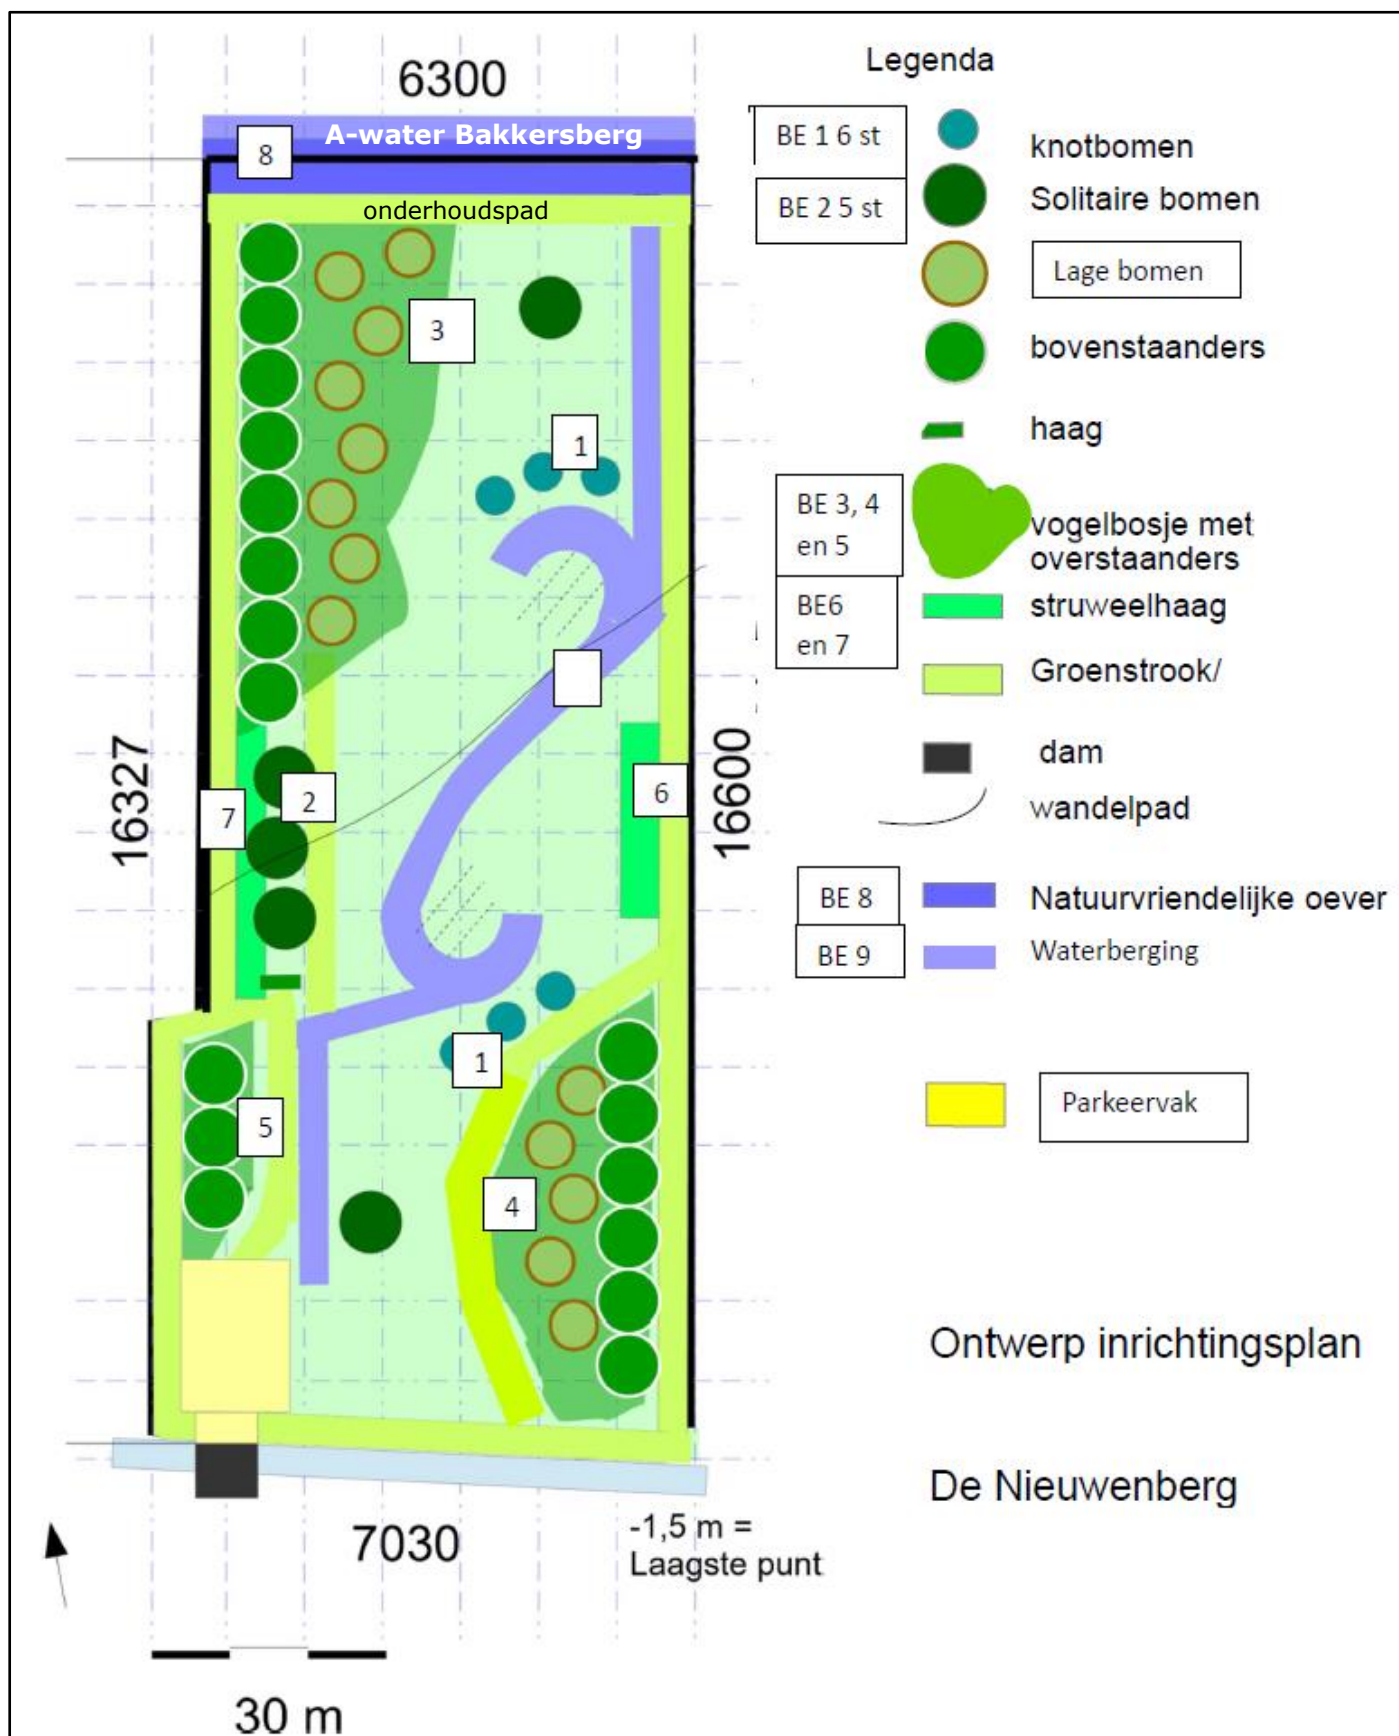 6300
A-water Bakkersberg
8
onderhoudspad
3
1
2
7
6
16327
16600
1
5
4
7030
-1,5 m =
Laagste punt
30 m
Legenda
BE 1 6 st
knotbomen
BE 2 5 st
Solitaire bomen
Lage bomen
bovenstaanders
haag
BE 3, 4
en 5
vogelbosje met
overstaanders
BE6
en 7
struweelhaag
Groenstrook/
dam
wandelpad
BE 8
Natuurvriendelijke oever
BE 9
Waterberging
Parkeervak
Ontwerp inrichtingsplan
De Nieuwenberg